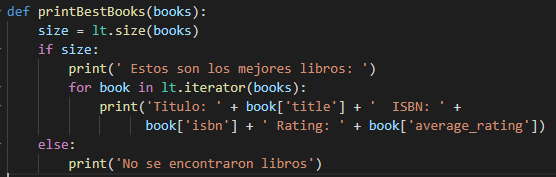 def printBestBooks(books):
    size = lt.size(books)
    if size:
        print(' Estos son los mejores libros: ')
        for book in lt.iterator(books):
            print('Titulo: ' + book['title'] + '  ISBN: ' +
                  book['isbn'] + ' Rating: ' + book['average_rating'])
    else:
        print('No se encontraron libros')